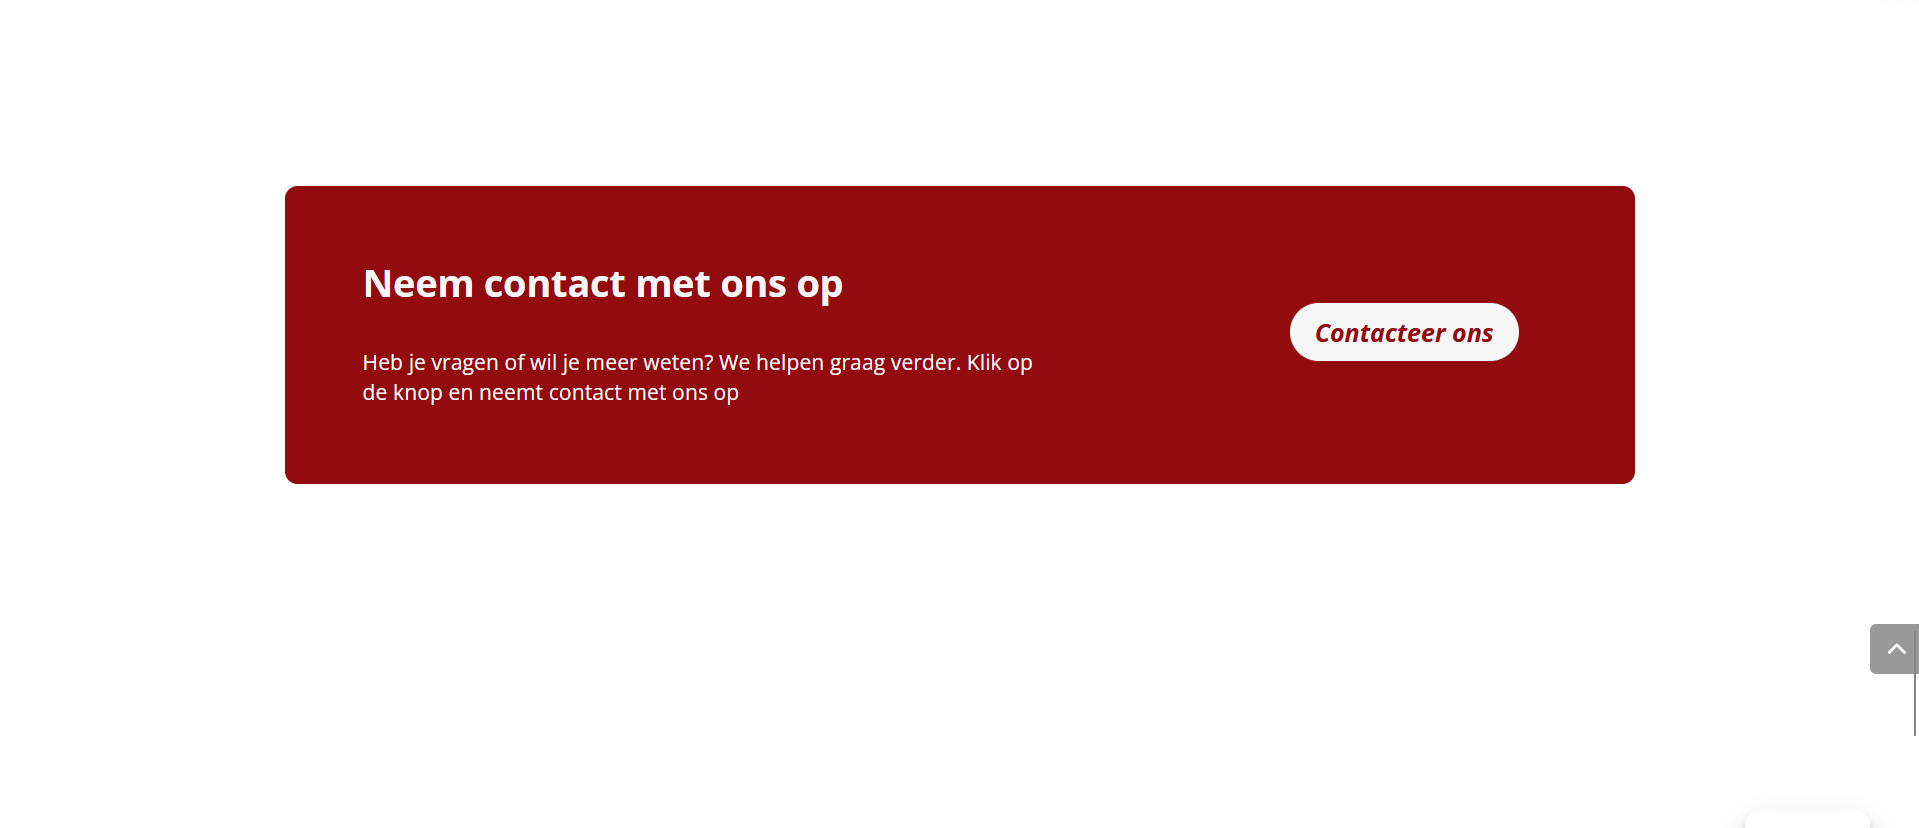 Neem contact met ons op
Heb je vragen of wil je meer weten? We helpen graag verder. Klik op
de knop en neemt contact met ons op
Contacteer ons